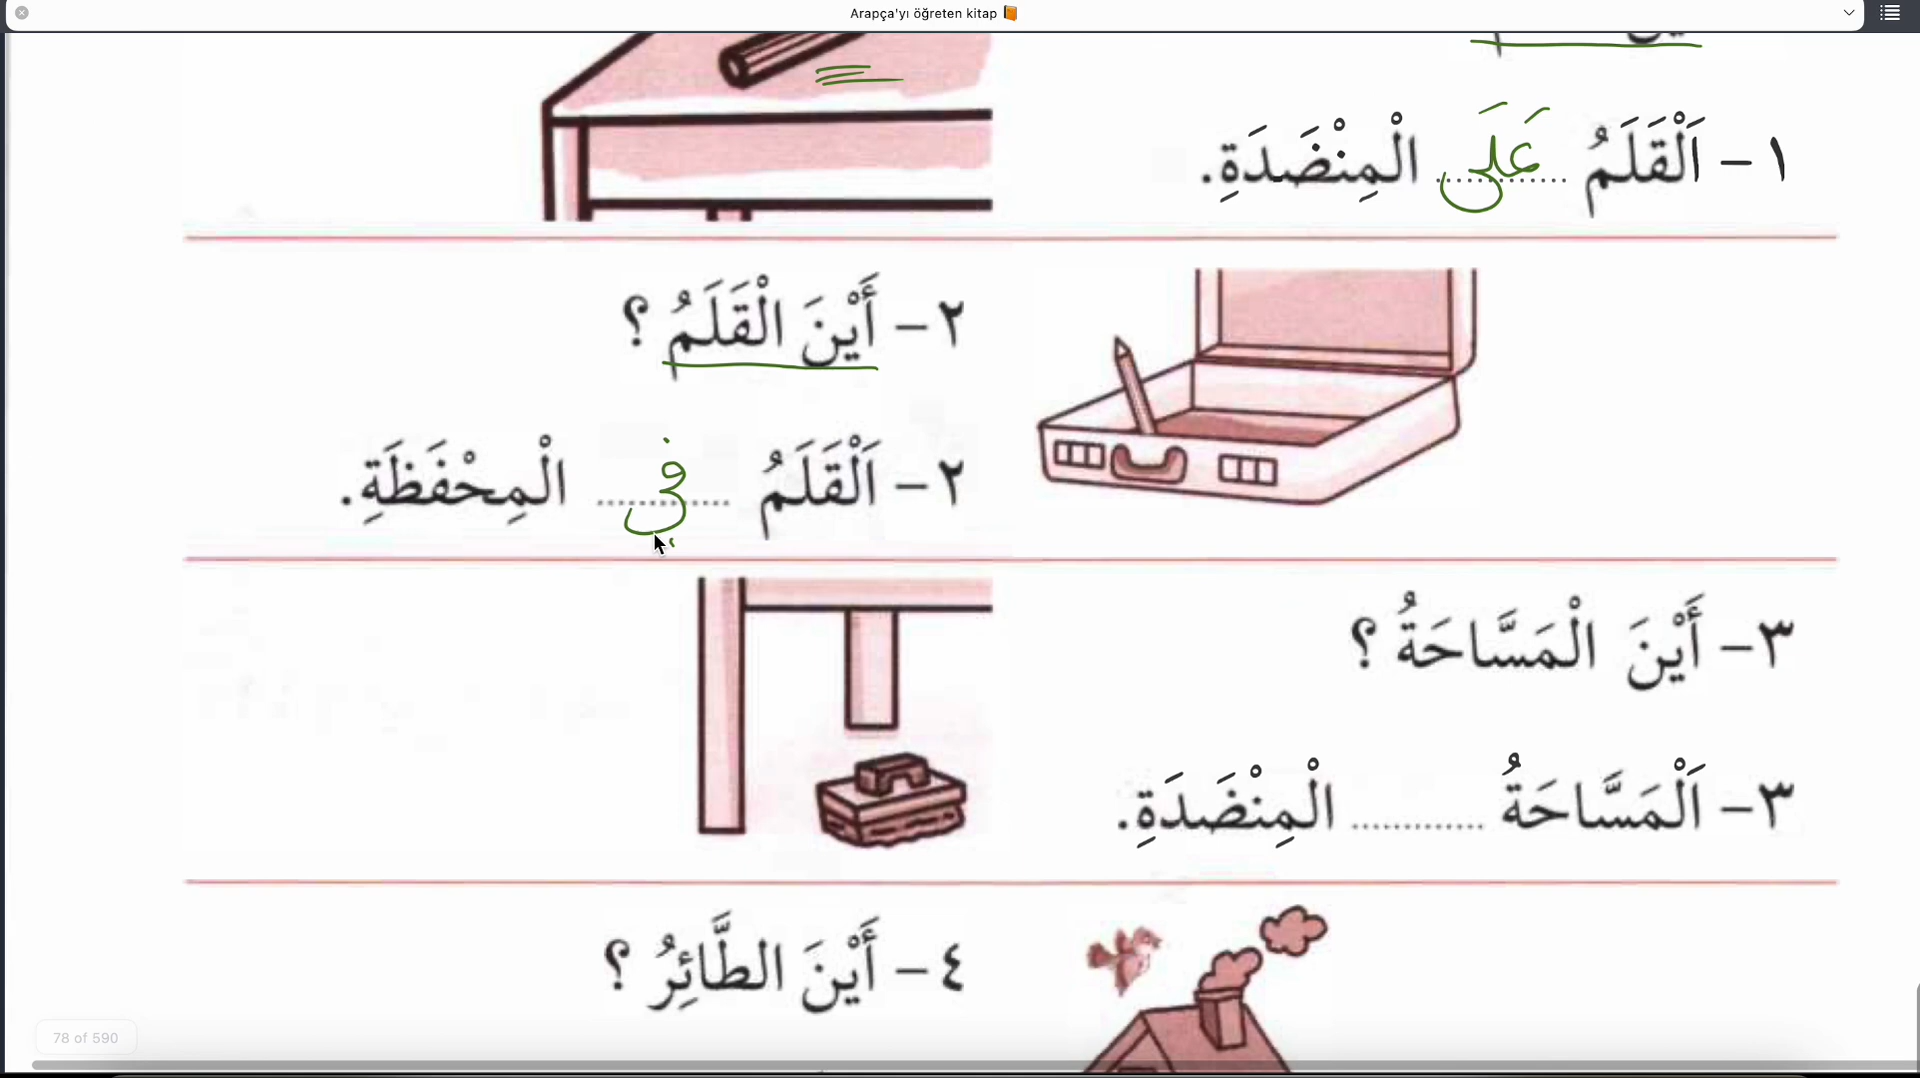 Arapça'yı öğreten kitap
١ – اَلْقَلَمُ عَلَى الْمِنْضَدَةِ.
٢ – أَيْنَ الْقَلَمُ ؟
٢ – اَلْقَلَمُ فِي الْمِحْفَظَةِ.
٣ – أَيْنَ الْمَسَّاحَةُ ؟
٣ – اَلْمَسَّاحَةُ ............ الْمِنْضَدَةِ.
٤ – أَيْنَ الطَّائِرُ ؟
78 of 590